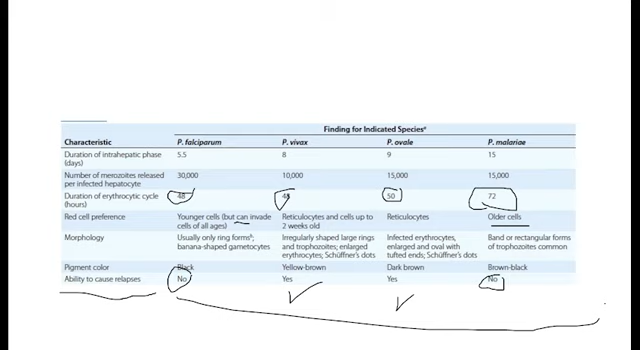 Finding for Indicated Speciesa
Characteristic P. falciparum P. vivax P. ovale P. malariae
Duration of intrahepatic phase (days) 5.5 8 9 15
Number of merozoites released per infected hepatocyte 30,000 10,000 15,000 15,000
Duration of erythrocytic cycle (hours) 48 48 50 72
Red cell preference Younger cells (but can invade cells of all ages) Reticulocytes and cells up to 2 weeks old Reticulocytes Older cells
Morphology Usually only ring formsb; banana-shaped gametocytes Irregularly shaped large rings and trophozoites; enlarged erythrocytes; Schüffner's dots Infected erythrocytes, enlarged and oval with tufted ends; Schüffner's dots Band or rectangular forms of trophozoites common
Pigment color Black Yellow-brown Dark brown Brown-black
Ability to cause relapses No Yes Yes No